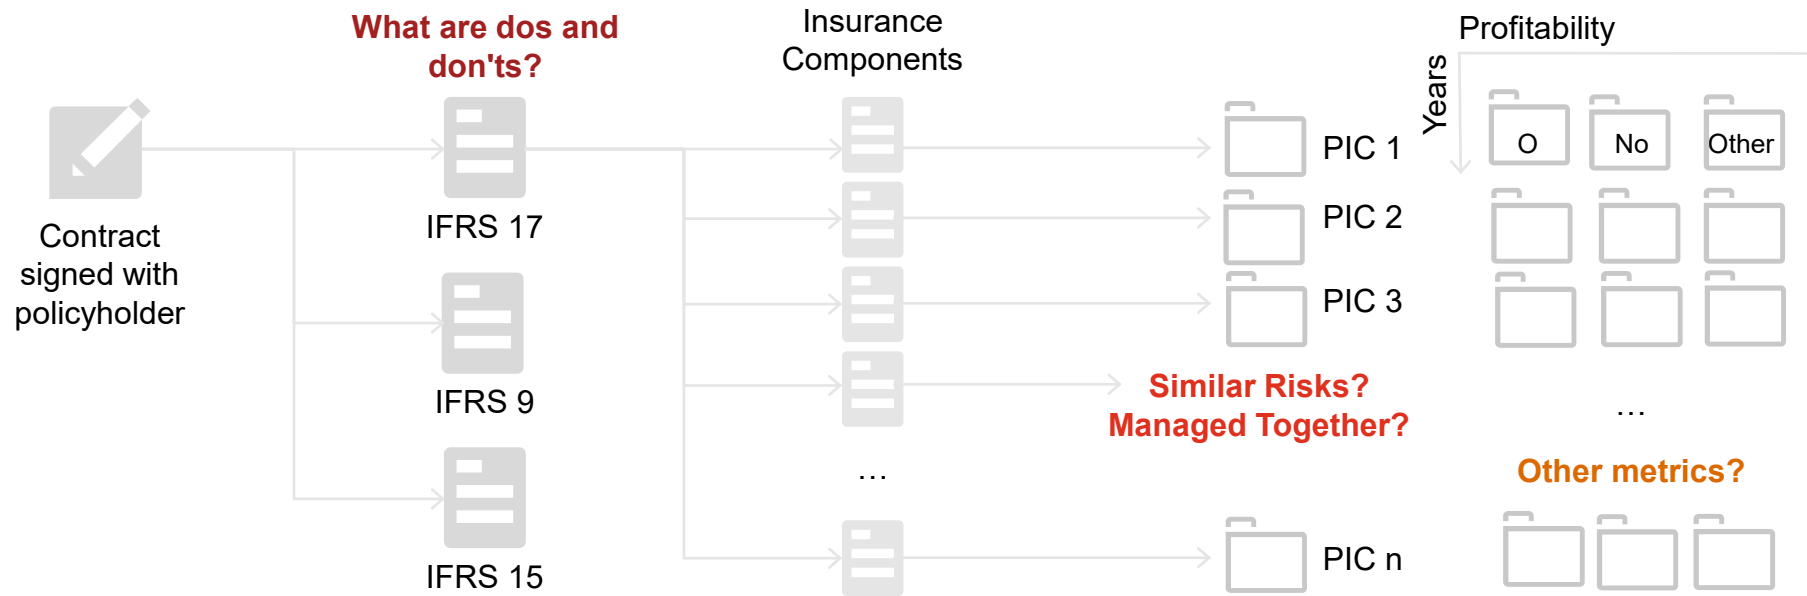 What are dos and
don'ts?
Insurance
Components
Profitability
Years
Contract
signed with
policyholder
IFRS 17
IFRS 9
IFRS 15
...
PIC 1
PIC 2
PIC 3
Similar Risks?
Managed Together?
PIC n
O
No
Other
...
Other metrics?